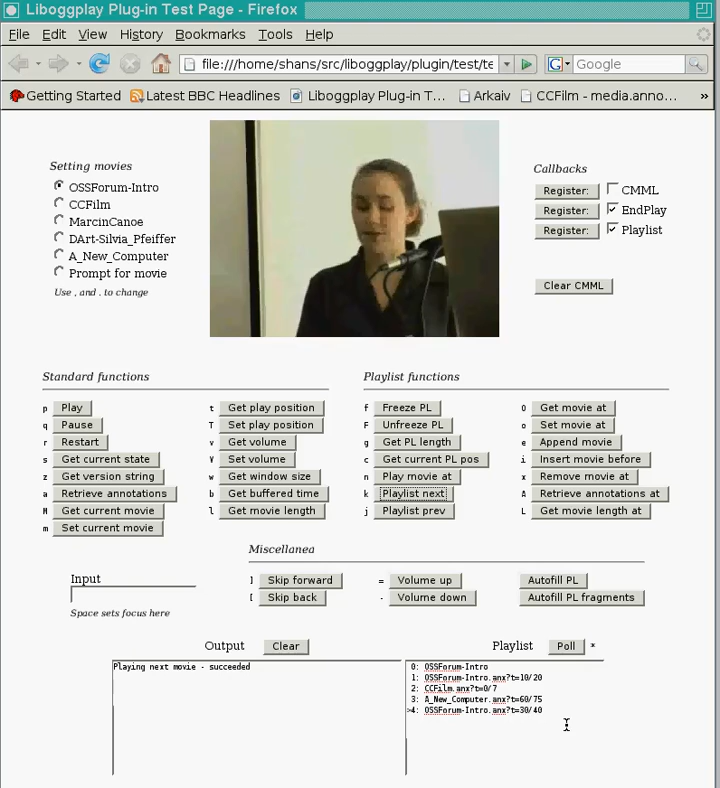 Liboggplay Plug-in Test Page - Firefox
File Edit View History Bookmarks Tools Help
file:///home/shans/src/liboggplay/plugin/test/te G Google
Getting Started Latest BBC Headlines Liboggplay Plug-in T... Arkaiv CCFilm - media.anno... »
Setting movies
OSSForum-Intro
CCFilm
MarcinCanoe
DArt-Silvia_Pfeiffer
A_New_Computer
Prompt for movie
Use , and . to change
Callbacks
Register: CMML
Register: EndPlay
Register: Playlist
Clear CMML
Standard functions
p Play t Get play position
q Pause T Set play position
r Restart v Get volume
s Get current state V Set volume
z Get version string w Get window size
a Retrieve annotations b Get buffered time
M Get current movie l Get movie length
m Set current movie
Playlist functions
f Freeze PL O Get movie at
F Unfreeze PL o Set movie at
g Get PL length e Append movie
c Get current PL pos i Insert movie before
n Play movie at x Remove movie at
k Playlist next A Retrieve annotations at
j Playlist prev L Get movie length at
Miscellanea
Input
Space sets focus here
] Skip forward = Volume up Autofill PL
[ Skip back - Volume down Autofill PL fragments
Output Clear
Playing next movie - succeeded
Playlist Poll *
0: OSSForum-Intro
1: OSSForum-Intro.anx?t=10/20
2: CCFilm.anx?t=0/7
3: A_New_Computer.anx?t=60/75
>4: OSSForum-Intro.anx?t=30/40